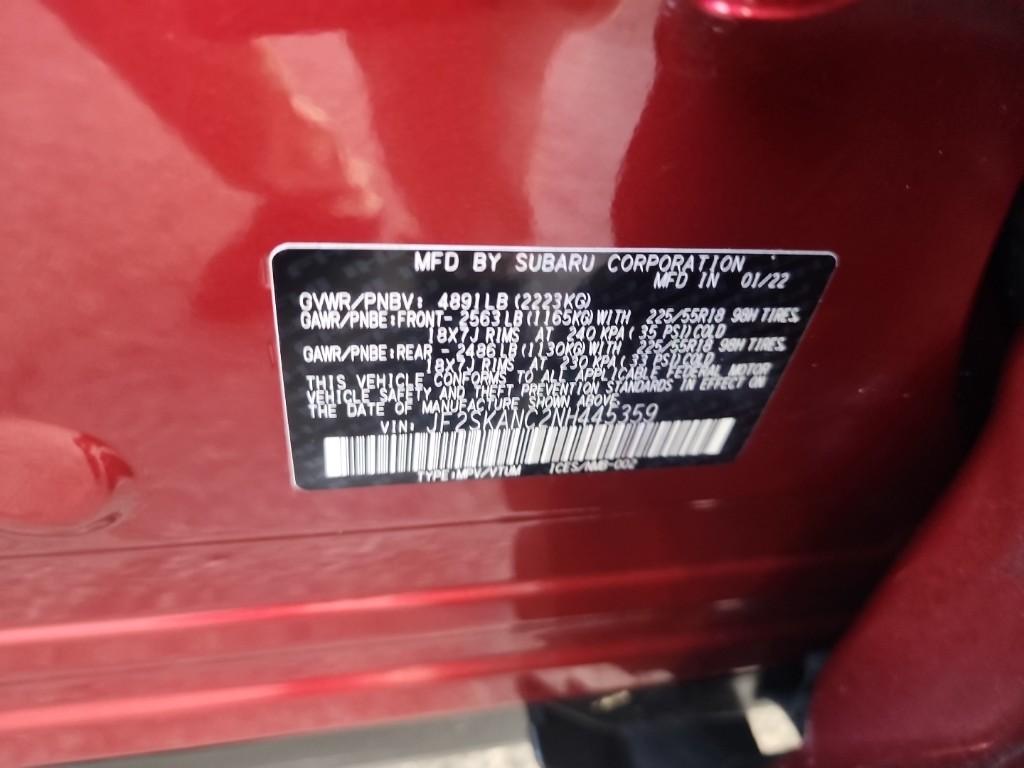 MFD BY SUBARU CORPORATION
MFD IN 01/22
GVWR/PNBV: 4891LB(2223KG)
GAWR/PNBE:FRONT- 2563LB(1165KG)WITH 225/55R18 98H TIRES,
18X7J RIMS AT 240 KPA( 35 PSI)COLD
GAWR/PNBE:REAR - 2486LB(1130KG)WITH 225/55R18 98H TIRES,
18X7J RIMS AT 230 KPA( 33 PSI)COLD.
THIS VEHICLE CONFORMS TO ALL APPLICABLE FEDERAL MOTOR
VEHICLE SAFETY AND THEFT PREVENTION STANDARDS IN EFFECT ON
THE DATE OF MANUFACTURE SHOWN ABOVE.
VIN: JF2SKANC2NH445359
TYPE:MPV/VTUM ICES/NMB-002